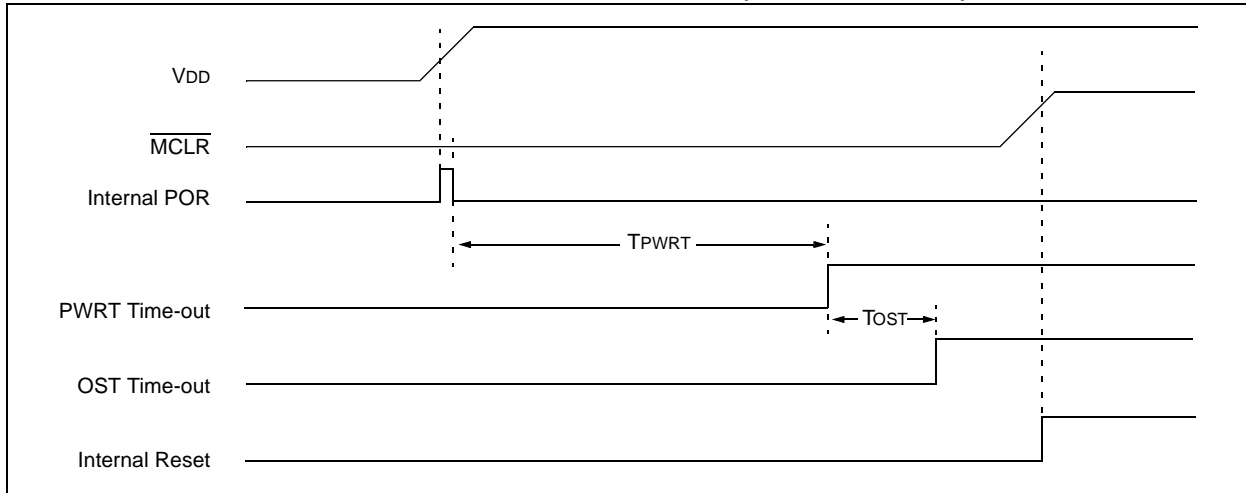 VDD
MCLR
Internal POR
TPWRT
PWRT Time-out
TOST
OST Time-out
Internal Reset